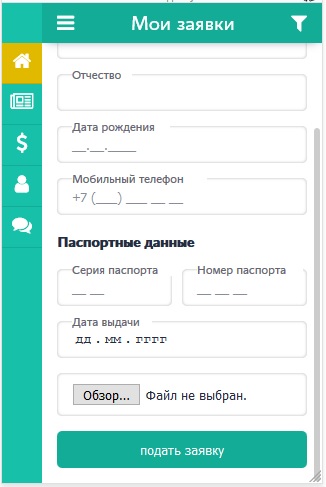 Мои заявки
Отчество
Дата рождения
__.__.____
Мобильный телефон
+7 (___) ___ __ __
Паспортные данные
Серия паспорта
Номер паспорта
__ __
__ __ __
Дата выдачи
дд . мм . гггг
Обзор... Файл не выбран.
подать заявку